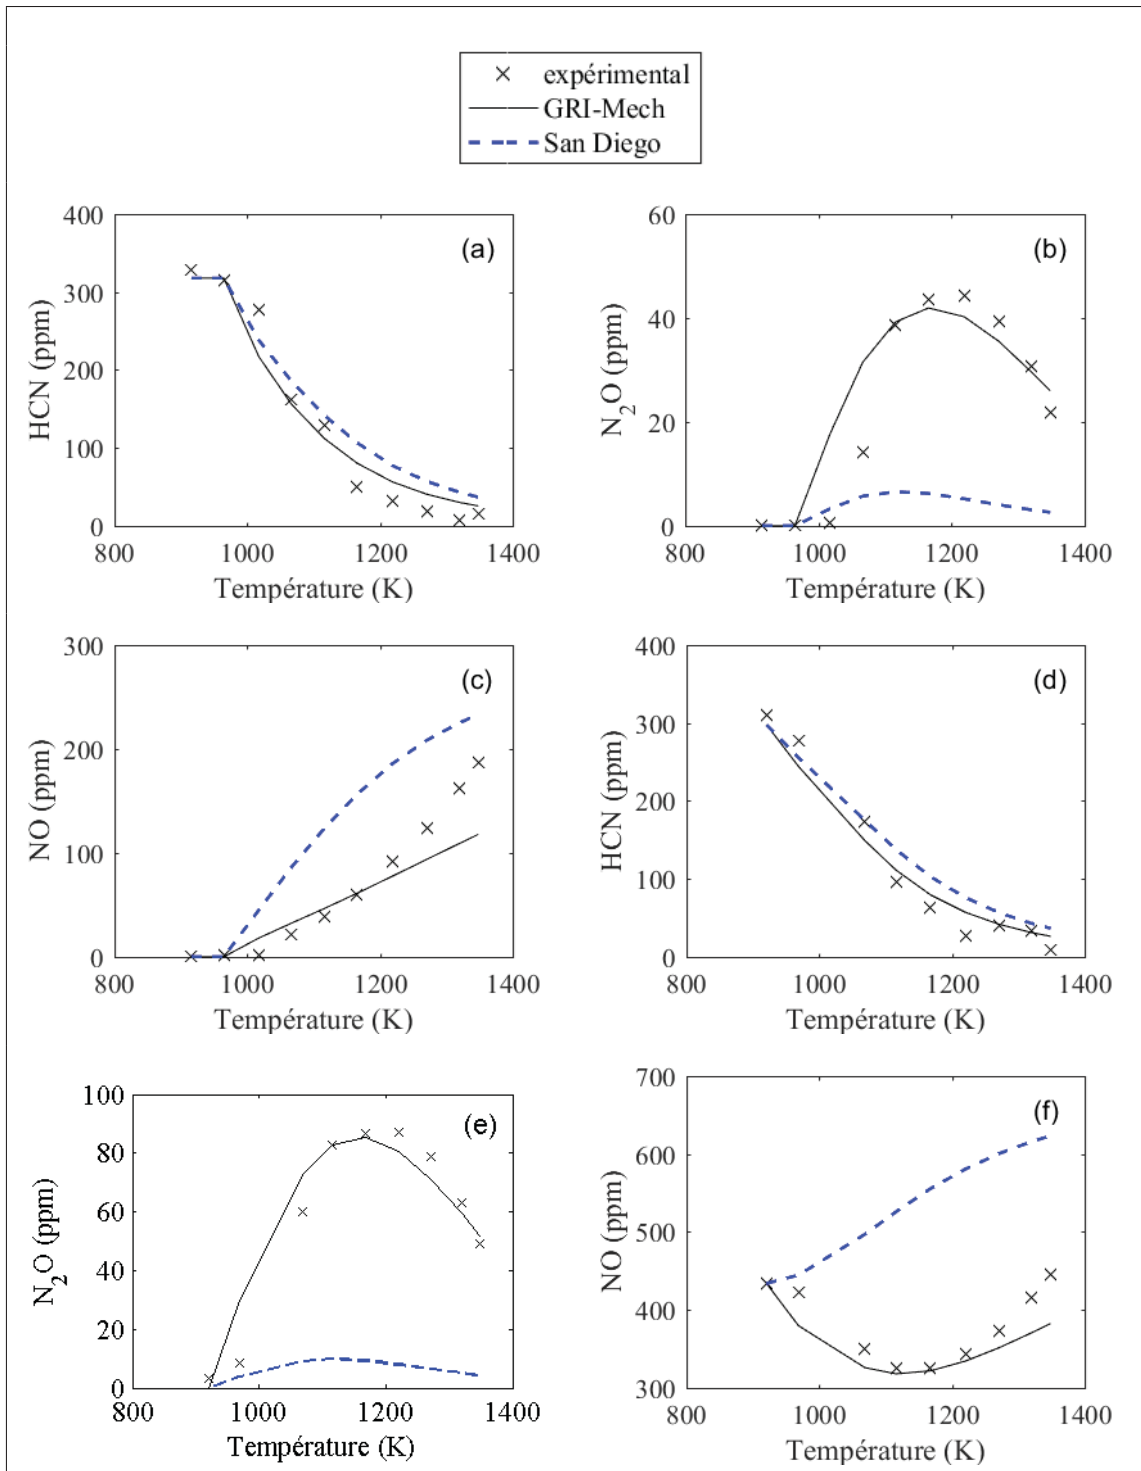 expérimental
GRI-Mech
San Diego
400
300
200
100
0
HCN (ppm)
(a)
800 1000 1200 1400
Température (K)
60
40
20
0
N2O (ppm)
(b)
800 1000 1200 1400
Température (K)
300
200
100
0
NO (ppm)
(c)
800 1000 1200 1400
Température (K)
400
300
200
100
0
HCN (ppm)
(d)
800 1000 1200 1400
Température (K)
100
80
60
40
20
0
N2O (ppm)
(e)
800 1000 1200 1400
Température (K)
700
600
500
400
300
NO (ppm)
(f)
800 1000 1200 1400
Température (K)